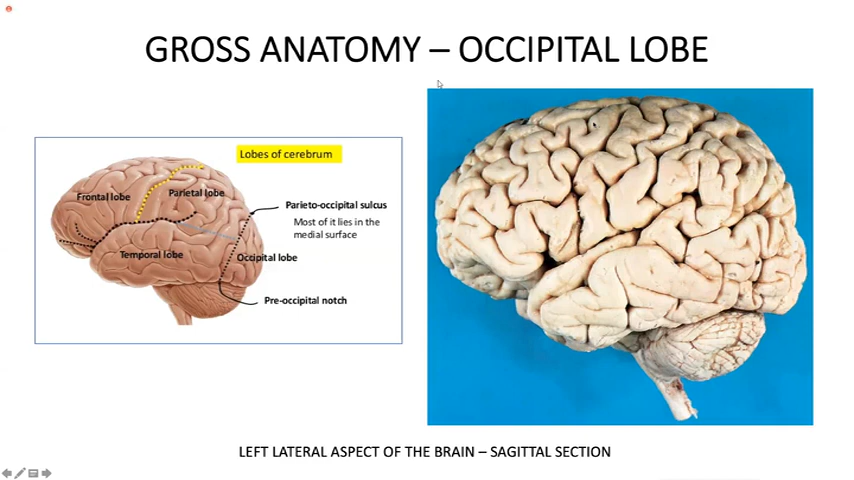 GROSS ANATOMY – OCCIPITAL LOBE
Lobes of cerebrum
Frontal lobe
Parietal lobe
Parieto-occipital sulcus
Most of it lies in the
medial surface
Temporal lobe
Occipital lobe
Pre-occipital notch
LEFT LATERAL ASPECT OF THE BRAIN – SAGITTAL SECTION